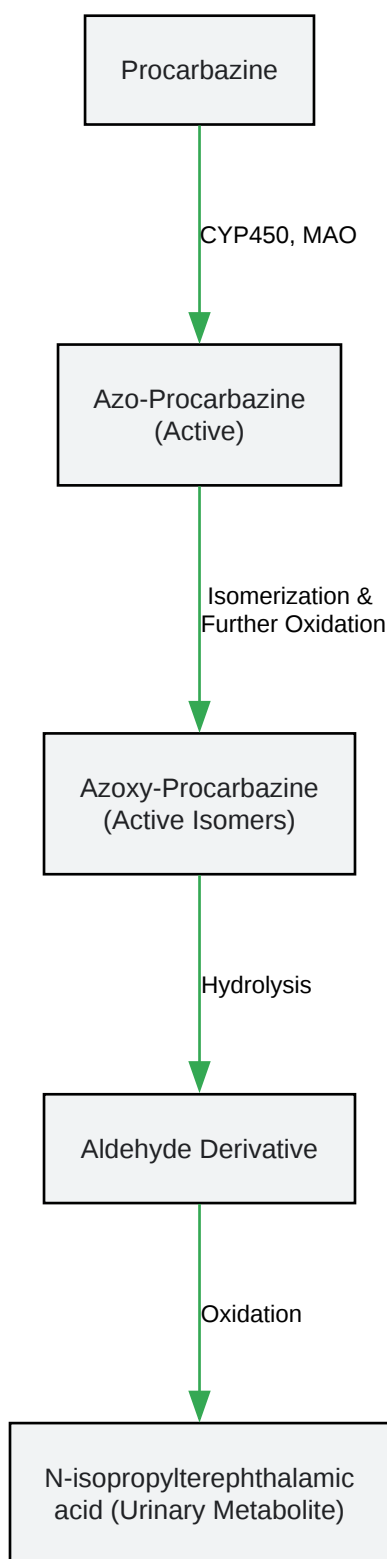 Procarbazine
CYP450, MAO
Azo-Procarbazine
(Active)
Isomerization &
Further Oxidation
Azoxy-Procarbazine
(Active Isomers)
Hydrolysis
Aldehyde Derivative
Oxidation
N-isopropylterephthalamic
acid (Urinary Metabolite)